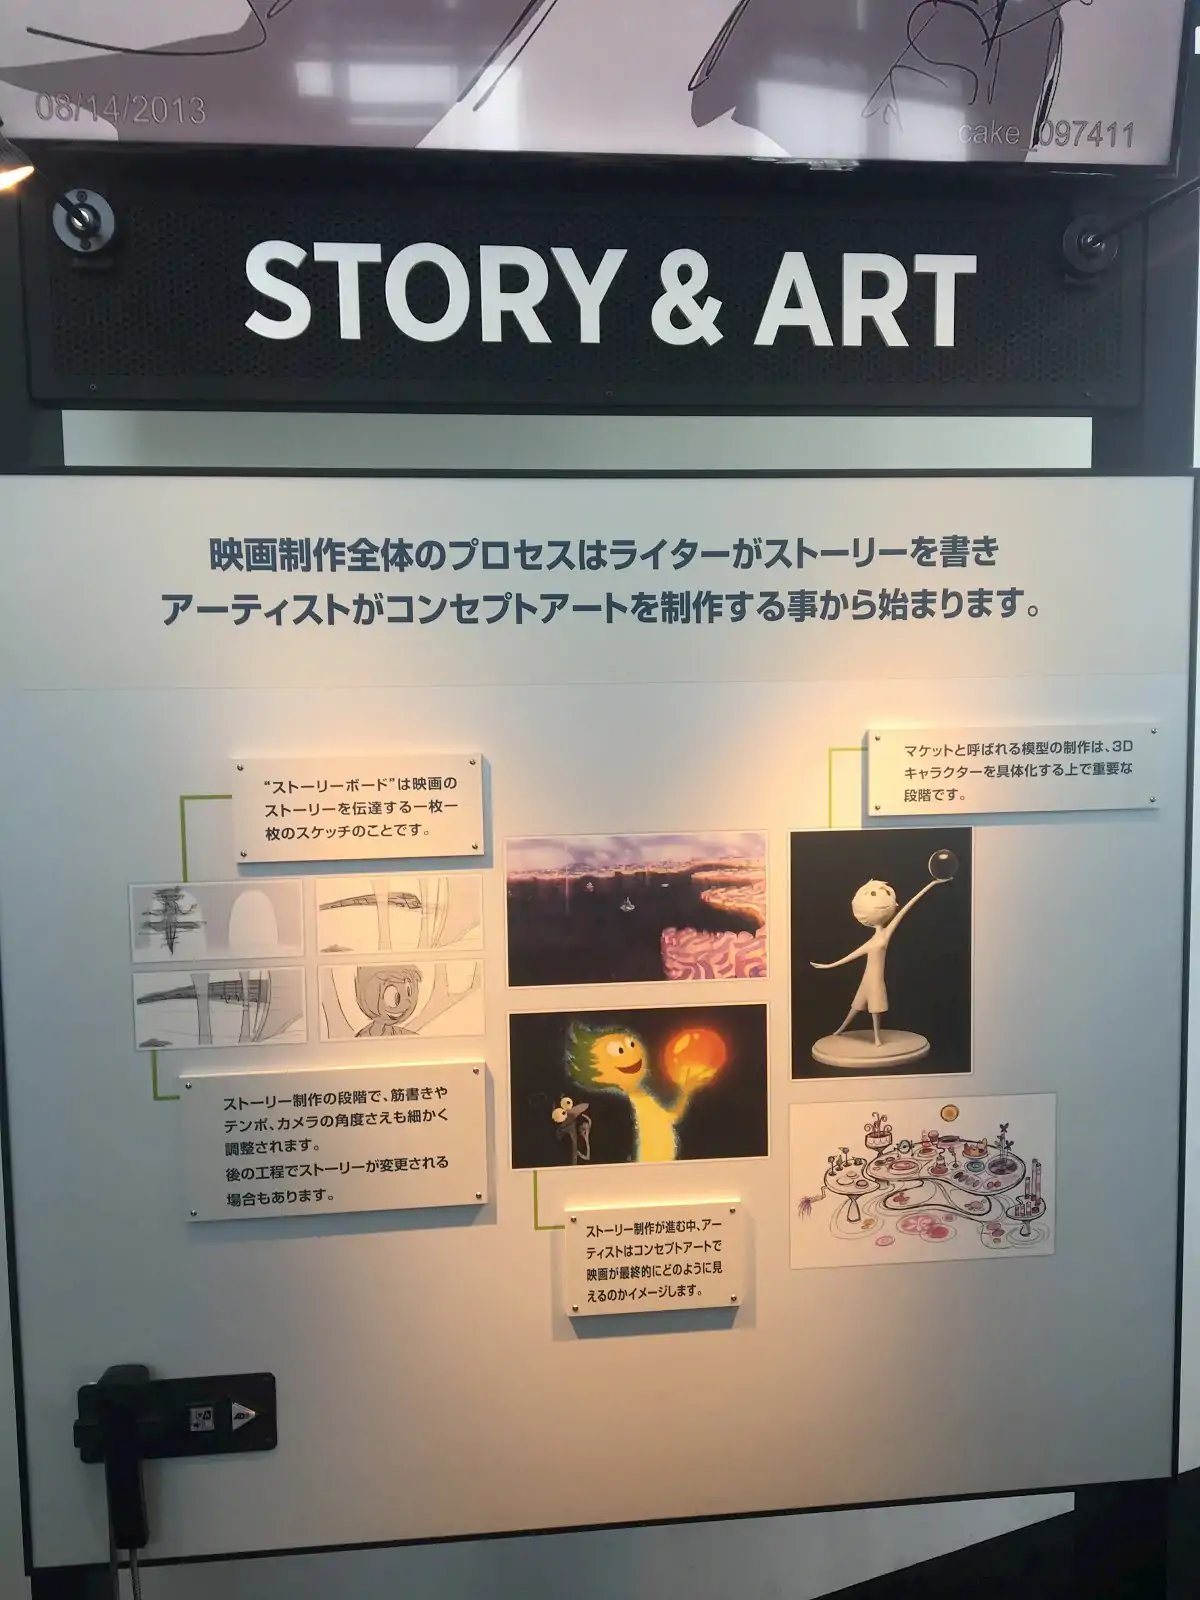 08/14/2013
cake_097411
STORY & ART
映画制作全体のプロセスはライターがストーリーを書き
アーティストがコンセプトアートを制作する事から始まります。
“ストーリーボード”は映画の
ストーリーを伝達する一枚一
枚のスケッチのことです。
マケットと呼ばれる模型の制作は、3D
キャラクターを具体化する上で重要な
段階です。
ストーリー制作の段階で、筋書きや
テンポ、カメラの角度さえも細かく
調整されます。
後の工程でストーリーが変更される
場合もあります。
ストーリー制作が進む中、アー
ティストはコンセプトアートで
映画が最終的にどのように見
えるのかイメージします。